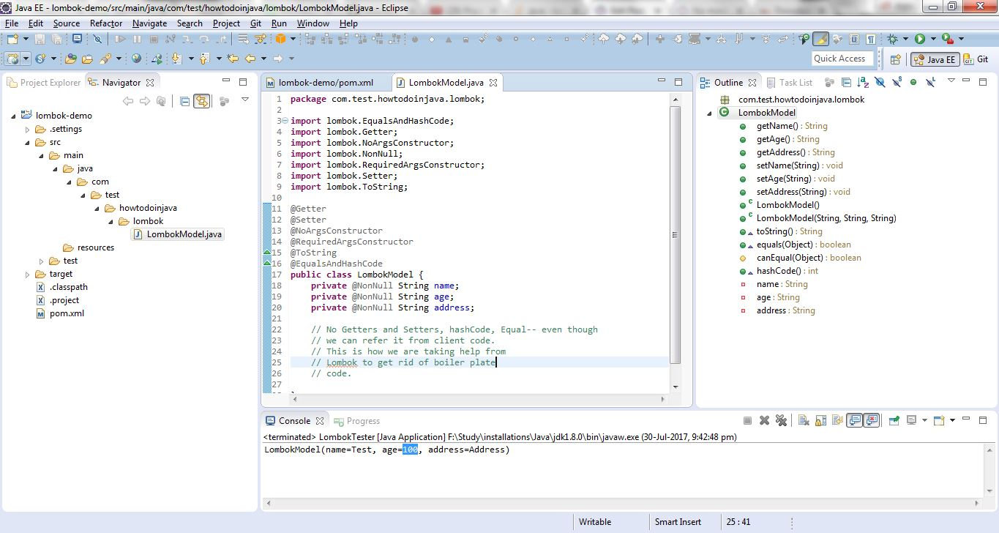 Java EE - lombok-demo/src/main/java/com/test/howtodoinjava/lombok/LombokModel.java - Eclipse
File Edit Source Refactor Navigate Search Project Git Run Window Help
Quick Access
Java EE
Git
Project Explorer
Navigator
lombok-demo
.settings
src
main
java
com
test
howtodoinjava
lombok
LombokModel.java
resources
test
target
.classpath
.project
pom.xml
lombok-demo/pom.xml
LombokModel.java
1 package com.test.howtodoinjava.lombok;
2
3 import lombok.EqualsAndHashCode;
4 import lombok.Getter;
5 import lombok.NoArgsConstructor;
6 import lombok.NonNull;
7 import lombok.RequiredArgsConstructor;
8 import lombok.Setter;
9 import lombok.ToString;
10
11 @Getter
12 @Setter
13 @NoArgsConstructor
14 @RequiredArgsConstructor
15 @ToString
16 @EqualsAndHashCode
17 public class LombokModel {
18 private @NonNull String name;
19 private @NonNull String age;
20 private @NonNull String address;
21
22 // No Getters and Setters, hashCode, Equal-- even though
23 // we can refer it from client code.
24 // This is how we are taking help from
25 // Lombok to get rid of boiler plate
26 // code.
27
Outline
Task List
com.test.howtodoinjava.lombok
LombokModel
getName() : String
getAge() : String
getAddress() : String
setName(String) : void
setAge(String) : void
setAddress(String) : void
LombokModel()
LombokModel(String, String, String)
toString() : String
equals(Object) : boolean
canEqual(Object) : boolean
hashCode() : int
name : String
age : String
address : String
Console
Progress
<terminated> LombokTester [Java Application] F:\Study\installations\Java\jdk1.8.0\bin\javaw.exe (30-Jul-2017, 9:42:48 pm)
LombokModel(name=Test, age=100, address=Address)
Writable
Smart Insert
25 : 41